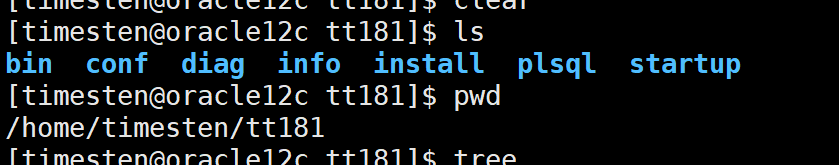 [timesten@oracle12c tt181]$ clear
[timesten@oracle12c tt181]$ ls
bin  conf  diag  info  install  plsql  startup
[timesten@oracle12c tt181]$ pwd
/home/timesten/tt181
[timesten@oracle12c tt181]$ tree